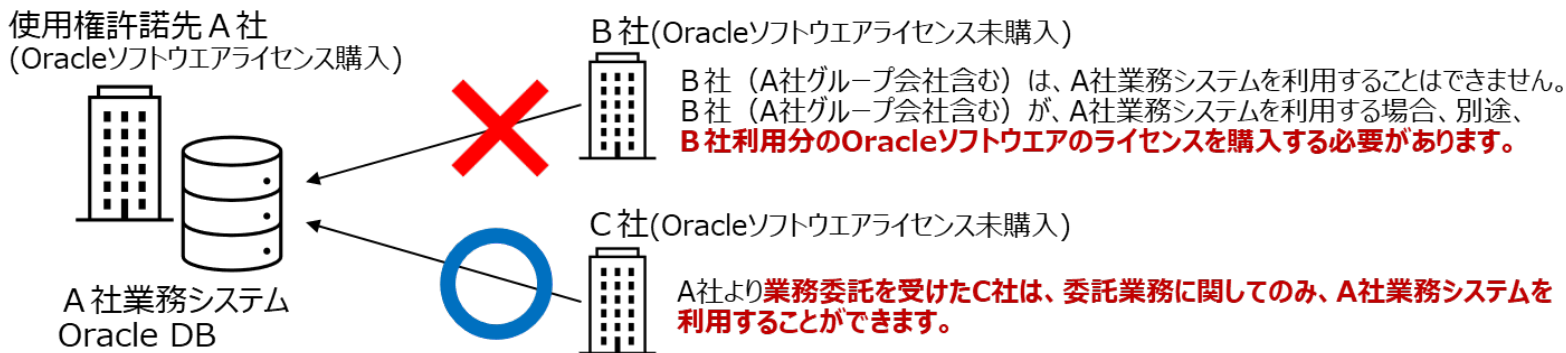 使用権許諾先A社
(Oracleソフトウエアライセンス購入)
A社業務システム
Oracle DB
B社(Oracleソフトウエアライセンス未購入)
B社（A社グループ会社含む）は、A社業務システムを利用することはできません。
B社（A社グループ会社含む）が、A社業務システムを利用する場合、別途、
B社利用分のOracleソフトウエアのライセンスを購入する必要があります。
C社(Oracleソフトウエアライセンス未購入)
A社より業務委託を受けたC社は、委託業務に関してのみ、A社業務システムを
利用することができます。